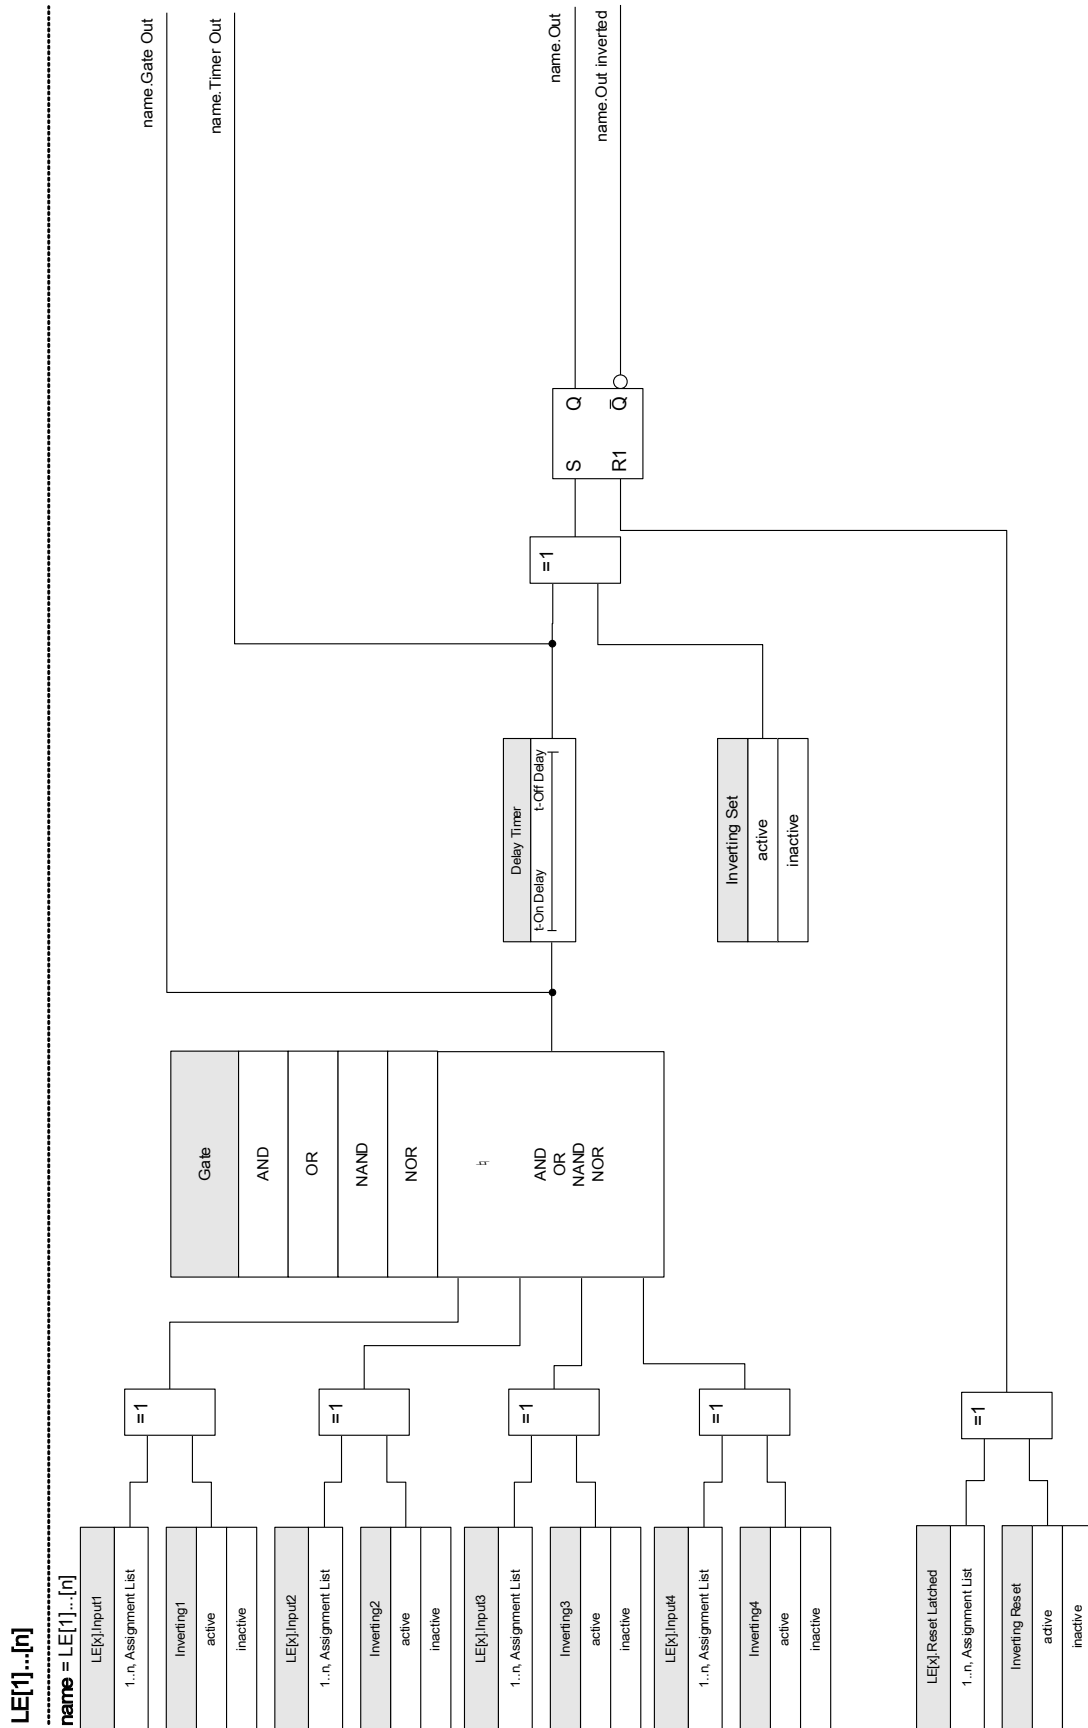 LE[1]...[n]
name = LE[1]...[n]
LE[x].Input1
1..n, Assignment List
Inverting1
active
inactive
LE[x].Input2
1..n, Assignment List
Inverting2
active
inactive
LE[x].Input3
1..n, Assignment List
Inverting3
active
inactive
LE[x].Input4
1..n, Assignment List
Inverting4
active
inactive
LE[x].Reset Latched
1..n, Assignment List
Inverting Reset
active
inactive
=1
=1
=1
=1
=1
Gate
AND
OR
NAND
NOR
AND
OR
NAND
NOR
Delay Timer
t-On Delay
t-Off Delay
Inverting Set
active
inactive
=1
S
Q
R1
Q̅
name.Gate Out
name.Timer Out
name.Out
name.Out inverted